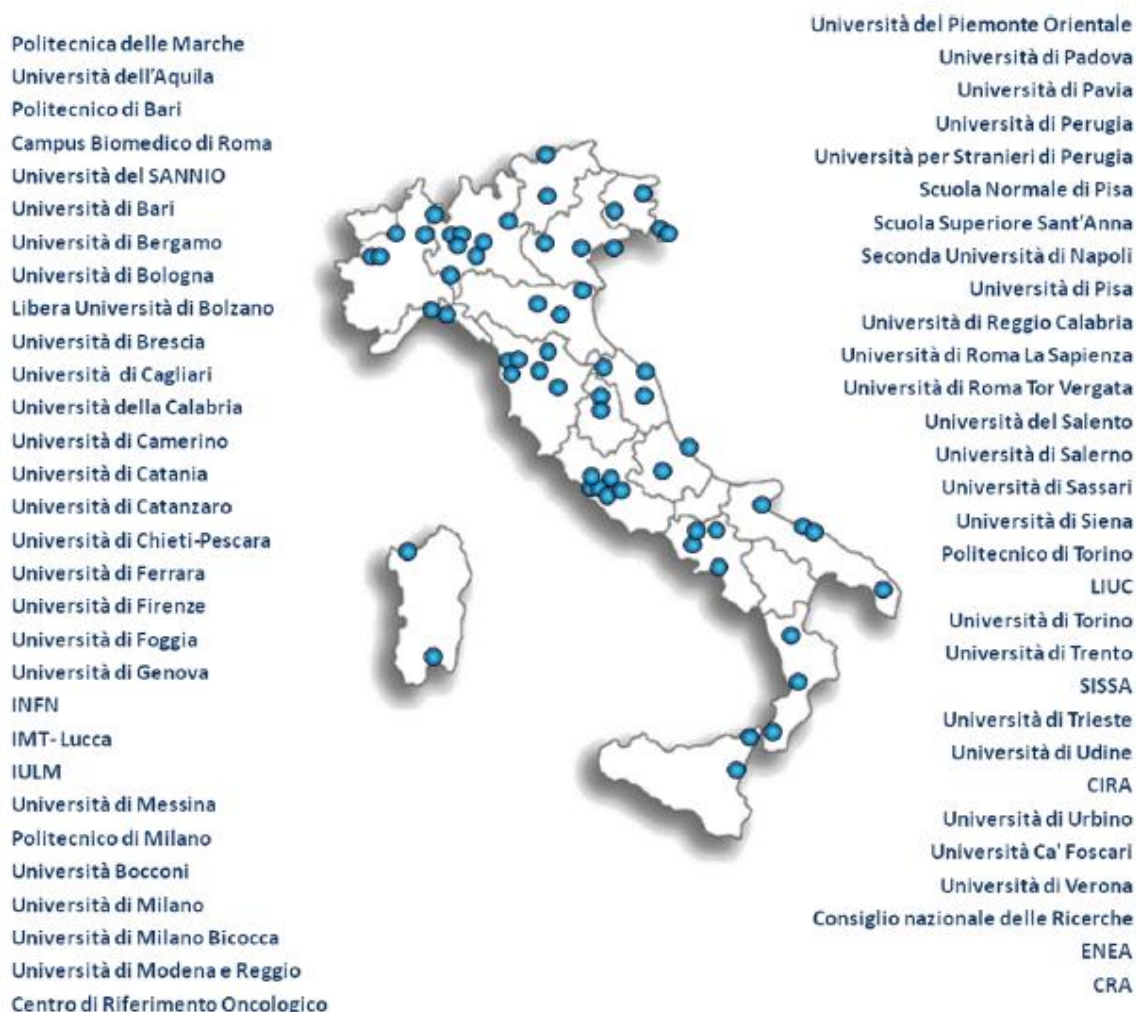 Politecnica delle Marche
Università dell'Aquila
Politecnico di Bari
Campus Biomedico di Roma
Università del SANNIO
Università di Bari
Università di Bergamo
Università di Bologna
Libera Università di Bolzano
Università di Brescia
Università di Cagliari
Università della Calabria
Università di Camerino
Università di Catania
Università di Catanzaro
Università di Chieti-Pescara
Università di Ferrara
Università di Firenze
Università di Foggia
Università di Genova
INFN
IMT- Lucca
IULM
Università di Messina
Politecnico di Milano
Università Bocconi
Università di Milano
Università di Milano Bicocca
Università di Modena e Reggio
Centro di Riferimento Oncologico
Università del Piemonte Orientale
Università di Padova
Università di Pavia
Università di Perugia
Università per Stranieri di Perugia
Scuola Normale di Pisa
Scuola Superiore Sant'Anna
Seconda Università di Napoli
Università di Pisa
Università di Reggio Calabria
Università di Roma La Sapienza
Università di Roma Tor Vergata
Università del Salento
Università di Salerno
Università di Sassari
Università di Siena
Politecnico di Torino
LIUC
Università di Torino
Università di Trento
SISSA
Università di Trieste
Università di Udine
CIRA
Università di Urbino
Università Ca' Foscari
Università di Verona
Consiglio nazionale delle Ricerche
ENEA
CRA